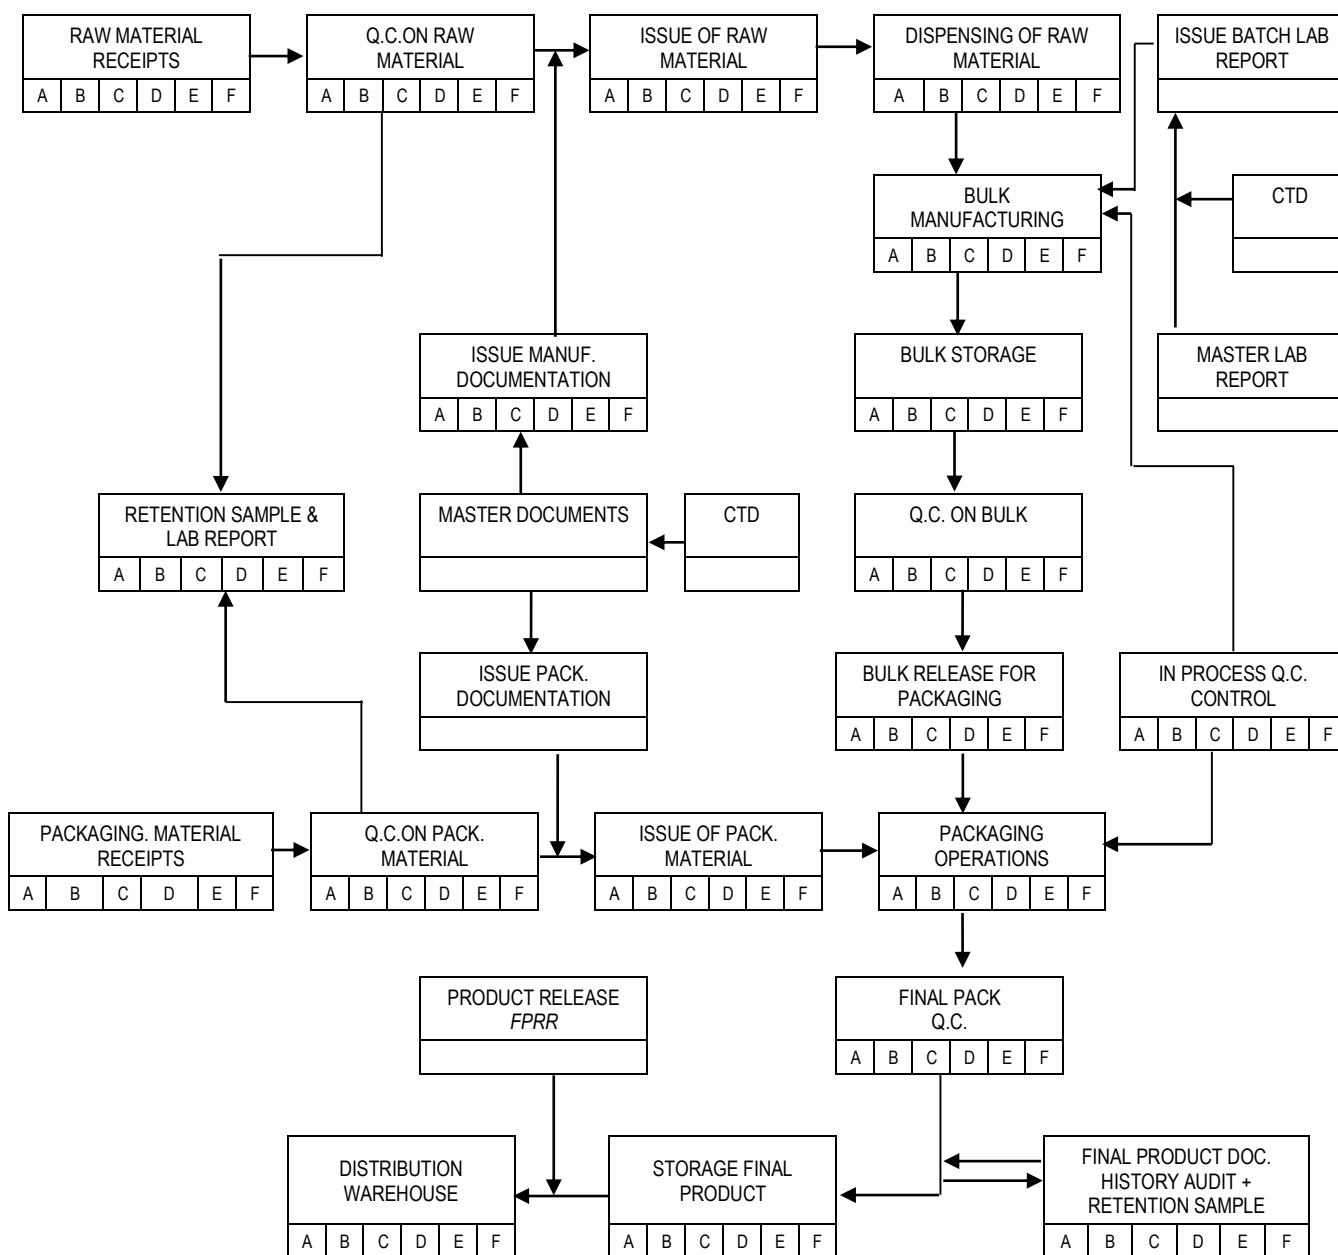 RAW MATERIAL
RECEIPTS
A B C D E F
Q.C.ON RAW
MATERIAL
A B C D E F
ISSUE OF RAW
MATERIAL
A B C D E F
DISPENSING OF RAW
MATERIAL
A B C D E F
ISSUE BATCH LAB
REPORT
BULK
MANUFACTURING
A B C D E F
CTD
ISSUE MANUF.
DOCUMENTATION
A B C D E F
BULK STORAGE
A B C D E F
MASTER LAB
REPORT
RETENTION SAMPLE &
LAB REPORT
A B C D E F
MASTER DOCUMENTS
CTD
Q.C. ON BULK
A B C D E F
ISSUE PACK.
DOCUMENTATION
BULK RELEASE FOR
PACKAGING
A B C D E F
IN PROCESS Q.C.
CONTROL
A B C D E F
PACKAGING. MATERIAL
RECEIPTS
A B C D E F
Q.C.ON PACK.
MATERIAL
A B C D E F
ISSUE OF PACK.
MATERIAL
A B C D E F
PACKAGING
OPERATIONS
A B C D E F
PRODUCT RELEASE
FPRR
FINAL PACK
Q.C.
A B C D E F
DISTRIBUTION
WAREHOUSE
A B C D E F
STORAGE FINAL
PRODUCT
A B C D E F
FINAL PRODUCT DOC.
HISTORY AUDIT +
RETENTION SAMPLE
A B C D E F